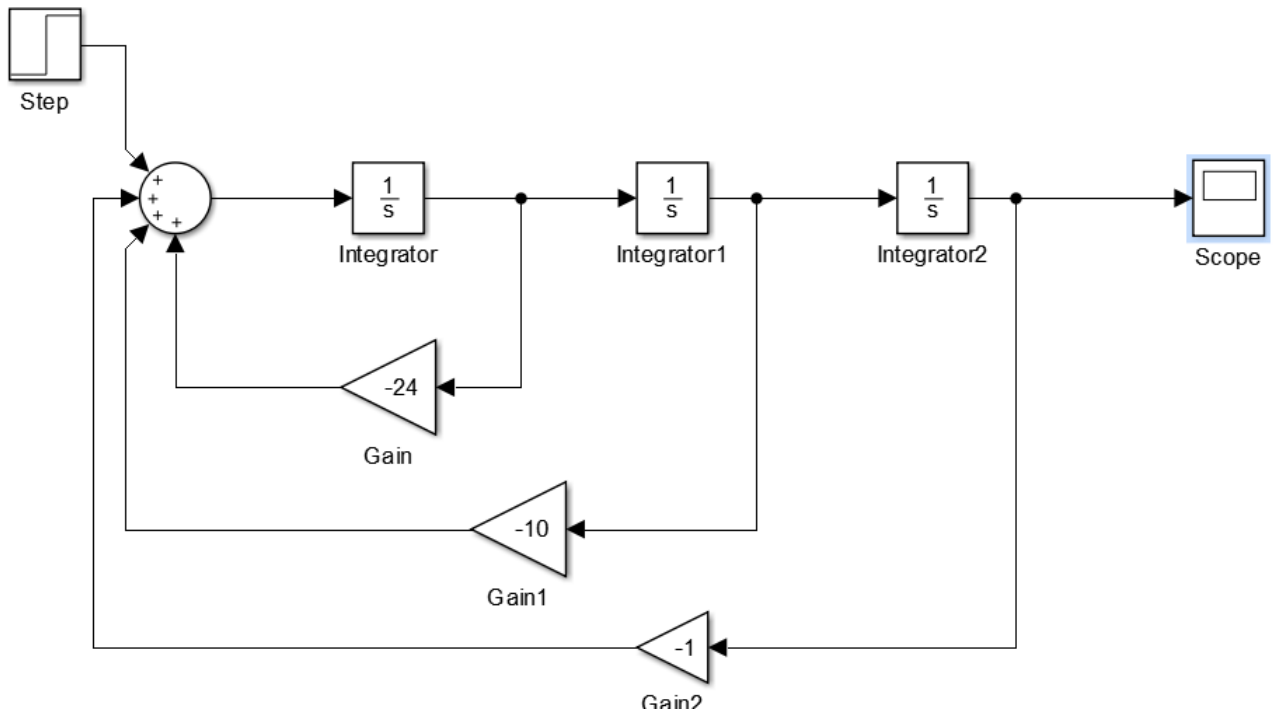 Step
+
+
+
+
1
s
Integrator
1
s
Integrator1
1
s
Integrator2
Scope
-24
Gain
-10
Gain1
-1
Gain2